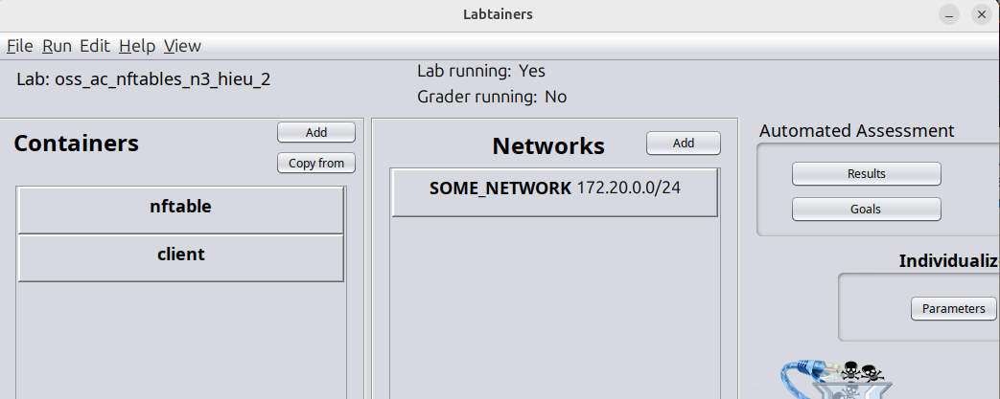 Labtainers
File Run Edit Help View
Lab: oss_ac_nftables_n3_hieu_2
Lab running: Yes
Grader running: No
Containers
Add
Copy from
nftable
client
Networks
Add
SOME_NETWORK 172.20.0.0/24
Automated Assessment
Results
Goals
Individualiz
Parameters